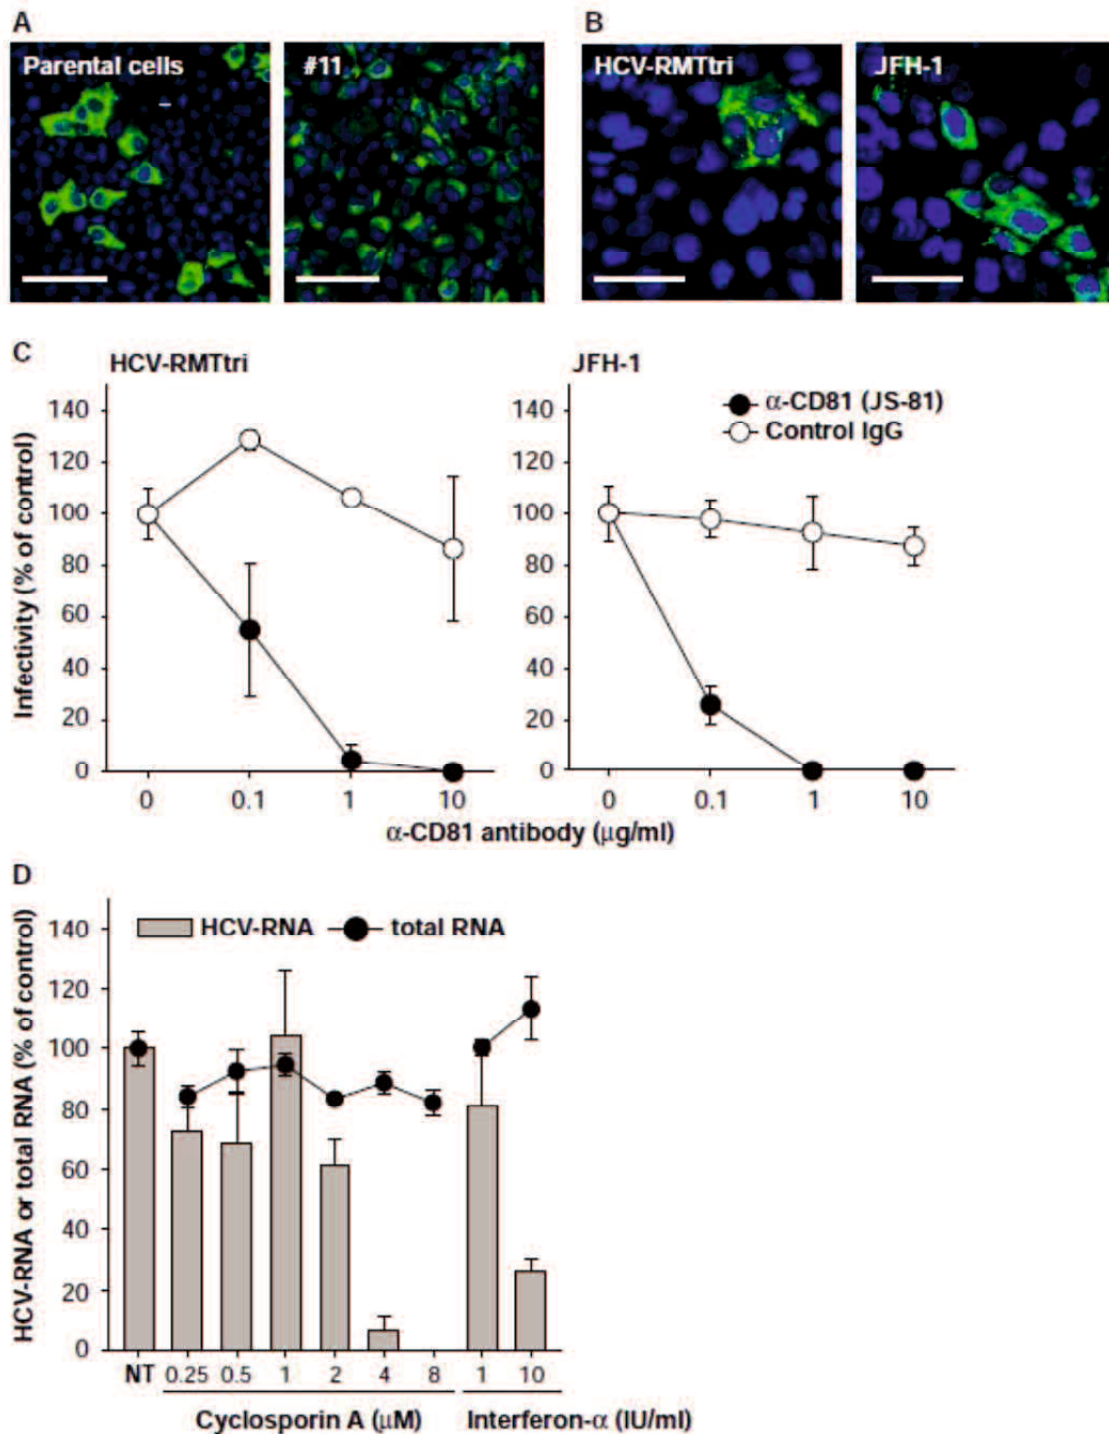 A
B
Parental cells
#11
HCV-RMTtri
JFH-1
C
HCV-RMTtri
JFH-1
α-CD81 (JS-81)
Control IgG
Infectivity (% of control)
140
120
100
80
60
40
20
0
140
120
100
80
60
40
20
0
0 0.1 1 10
0 0.1 1 10
α-CD81 antibody (μg/ml)
D
HCV-RNA total RNA
HCV-RNA or total RNA (% of control)
140
120
100
80
60
40
20
0
NT 0.25 0.5 1 2 4 8 1 10
Cyclosporin A (μM) Interferon-α (IU/ml)